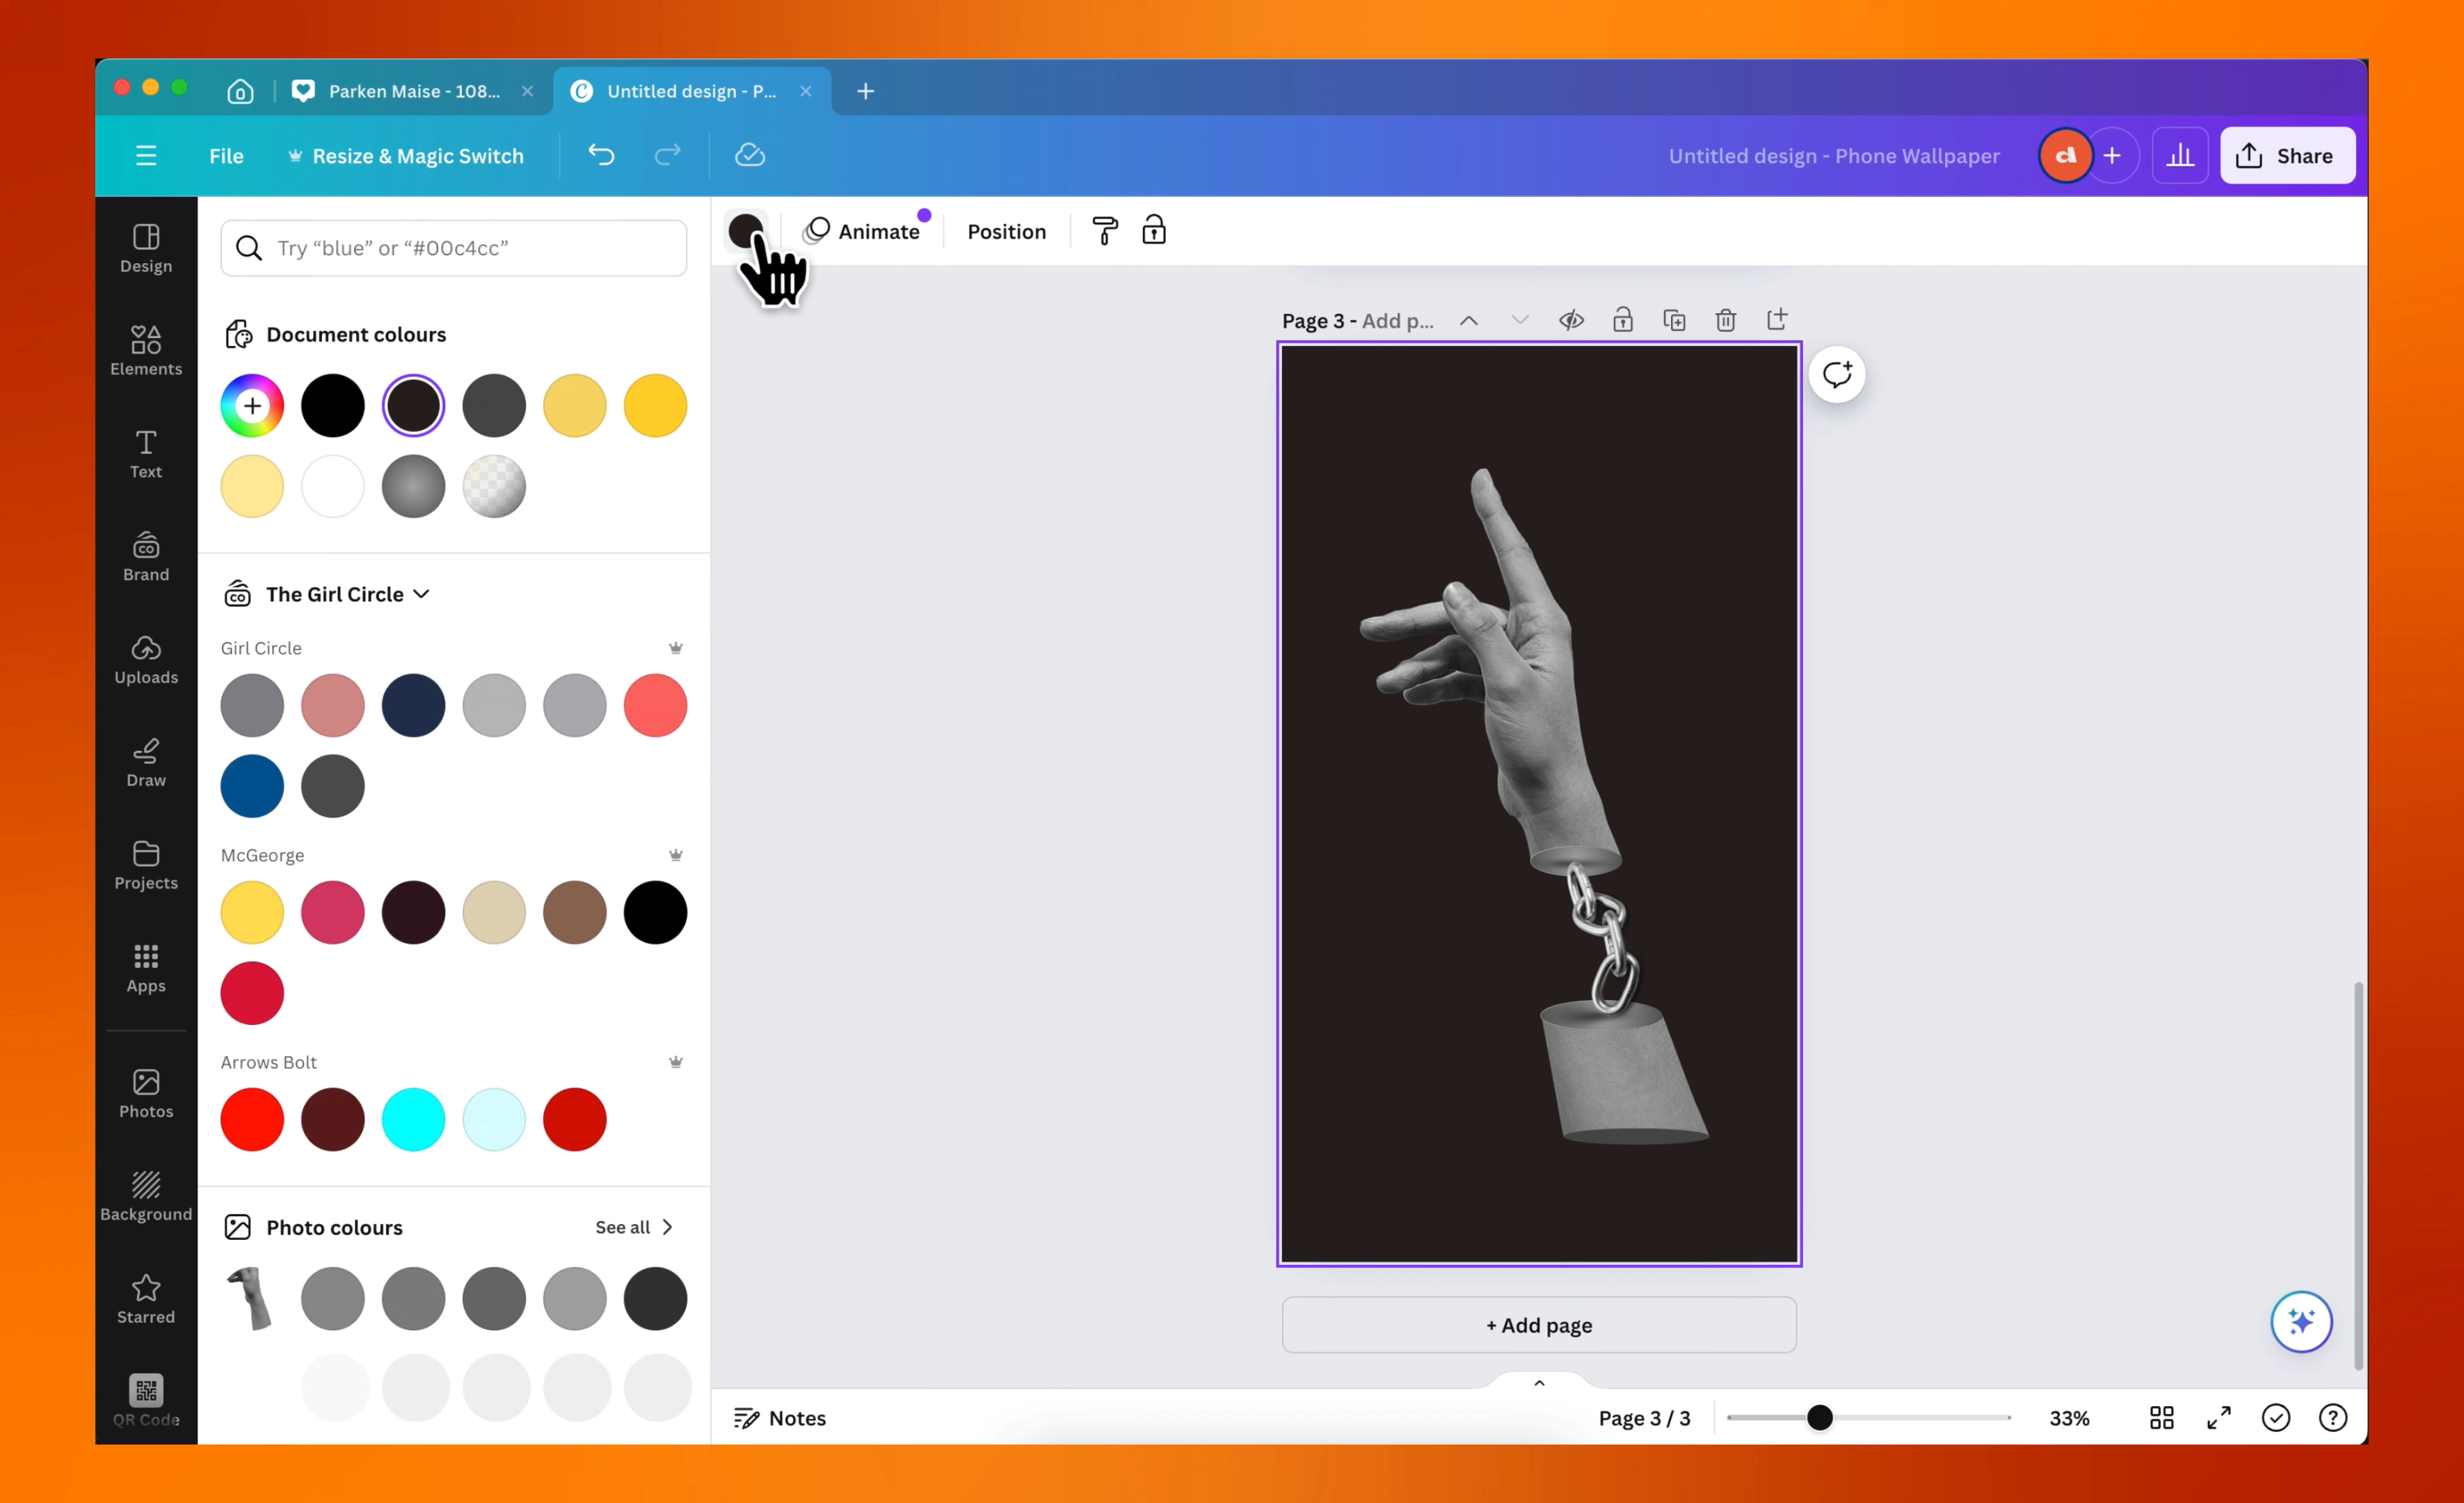 Parken Maise - 108...
Untitled design - P...
File
Resize & Magic Switch
Untitled design - Phone Wallpaper
d
Share
Design
Elements
Text
Brand
Uploads
Draw
Projects
Apps
Photos
Background
Starred
QR Code
Try “blue” or “#00c4cc”
Document colours
The Girl Circle
Girl Circle
McGeorge
Arrows Bolt
Photo colours
See all
Animate
Position
Page 3 - Add p...
+ Add page
Notes
Page 3 / 3
33%